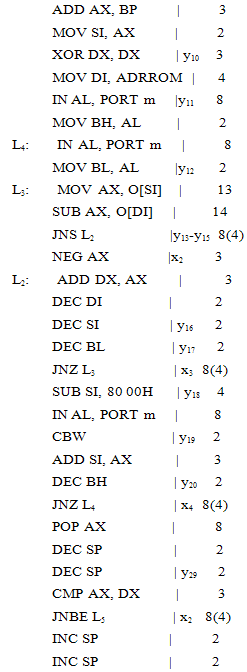 ADD AX, BP | 3
MOV SI, AX | 2
XOR DX, DX | y10 3
MOV DI, ADRROM | 4
IN AL, PORT m |y11 8
MOV BH, AL | 2
L4: IN AL, PORT m | 8
MOV BL, AL |y12 2
L3: MOV AX, O[SI] | 13
SUB AX, O[DI] | 14
JNS L2 |y13-y15 8(4)
NEG AX |x2 3
L2: ADD DX, AX | 3
DEC DI | 2
DEC SI | y16 2
DEC BL | y17 2
JNZ L3 | x3 8(4)
SUB SI, 80 00H | y18 4
IN AL, PORT m | 8
CBW | y19 2
ADD SI, AX | 3
DEC BH | y20 2
JNZ L4 | x4 8(4)
POP AX | 8
DEC SP | 2
DEC SP | y29 2
CMP AX, DX | 3
JNBE L5 | x2 8(4)
INC SP | 2
INC SP | 2